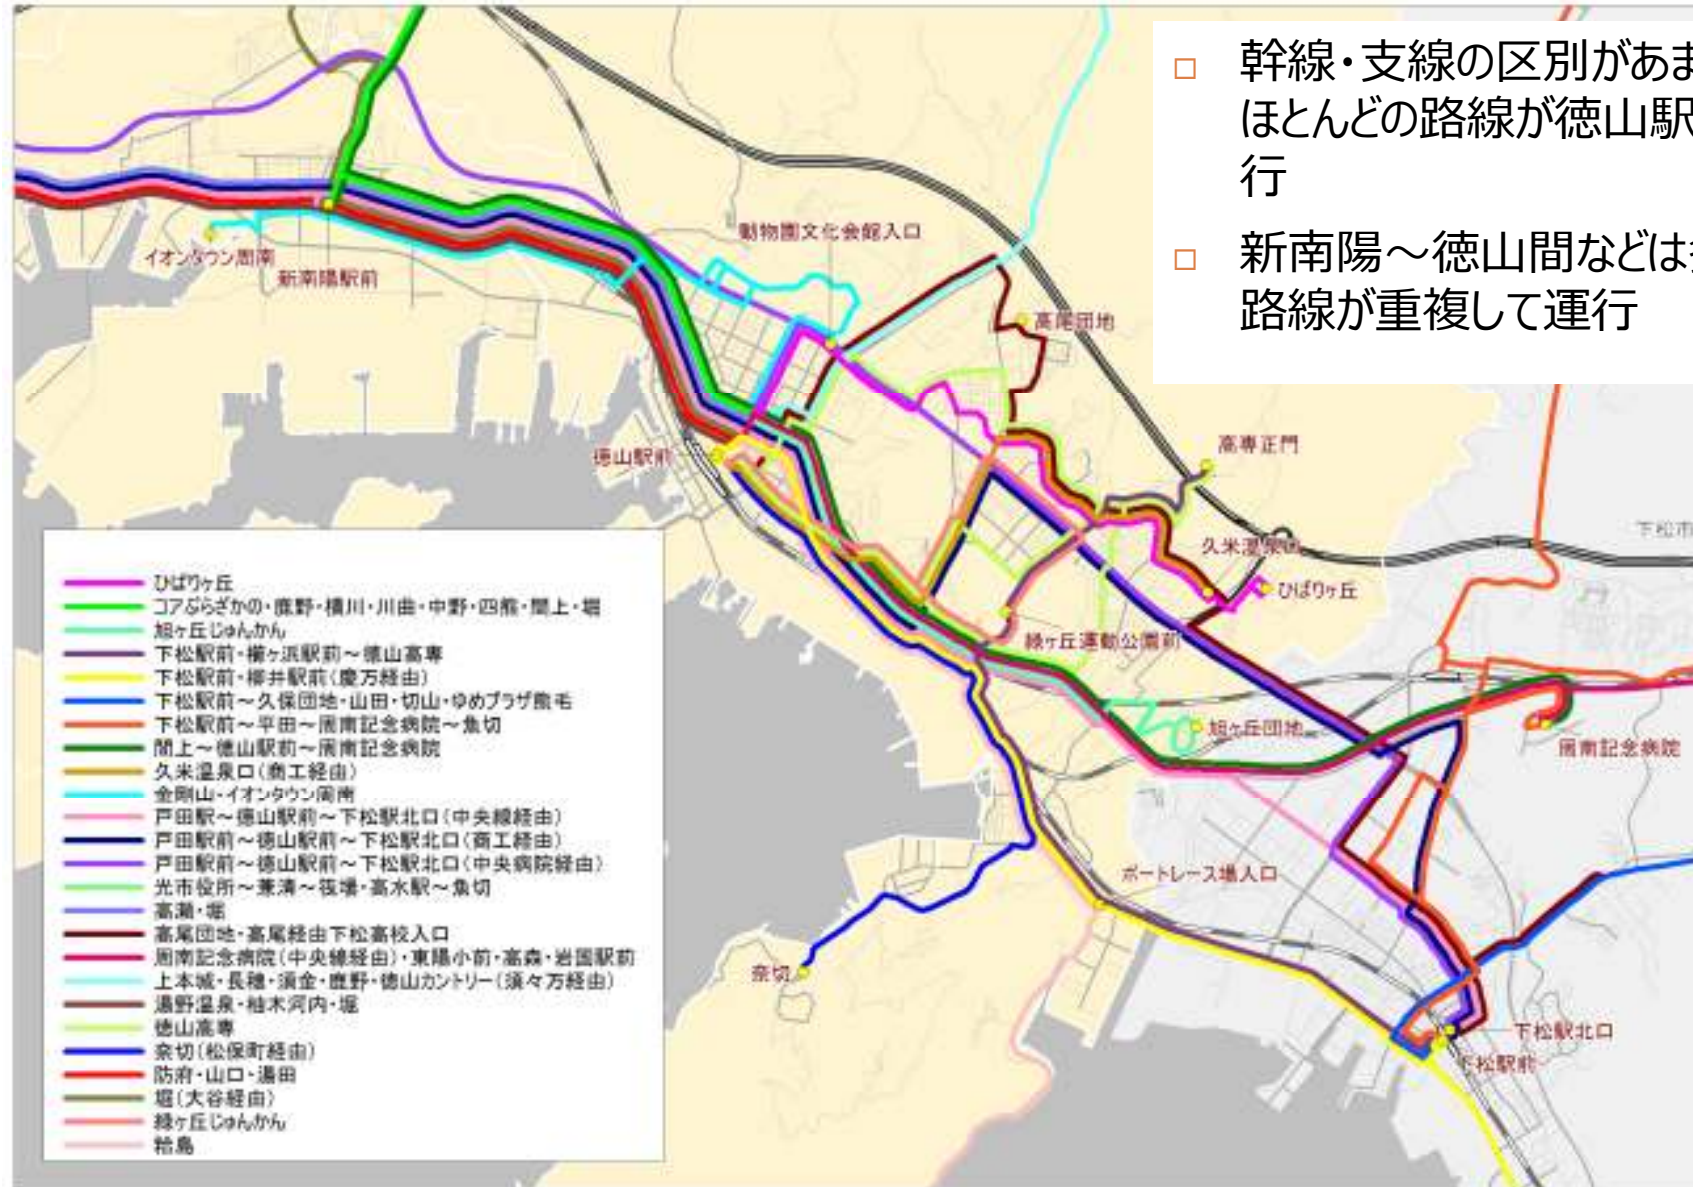 幹線・支線の区別があま
ほとんどの路線が徳山駅
行
新南陽～徳山間などは
路線が重複して運行
動物園文化会館入口
イオンタウン周南
新南陽駅前
高尾団地
徳山駅前
高専正門
下松市
久米温泉口
ひばりヶ丘
緑ヶ丘運動公園前
旭ヶ丘団地
周南記念病院
ボートレース場入口
奈切
下松駅北口
下松駅前
ひばりヶ丘
コアぷらざかの・鹿野・横川・川曲・中野・四熊・間上・堀
旭ヶ丘じゅんかん
下松駅前・櫛ヶ浜駅前～徳山高専
下松駅前・柳井駅前(慶万経由)
下松駅前～久保団地・山田・切山・ゆめプラザ熊毛
下松駅前～平田～周南記念病院～魚切
間上～徳山駅前～周南記念病院
久米温泉口(商工経由)
金剛山・イオンタウン周南
戸田駅～徳山駅前～下松駅北口(中央線経由)
戸田駅前～徳山駅前～下松駅北口(商工経由)
戸田駅前～徳山駅前～下松駅北口(中央病院経由)
光市役所～兼清～筏場・高水駅～魚切
高瀬・堀
高尾団地・高尾経由下松高校入口
周南記念病院(中央線経由)・東陽小前・高森・岩国駅前
上本城・長穂・須金・鹿野・徳山カントリー(須々万経由)
湯野温泉・柚木河内・堀
徳山高専
奈切(松保町経由)
防府・山口・湯田
堀(大谷経由)
緑ヶ丘じゅんかん
粭島